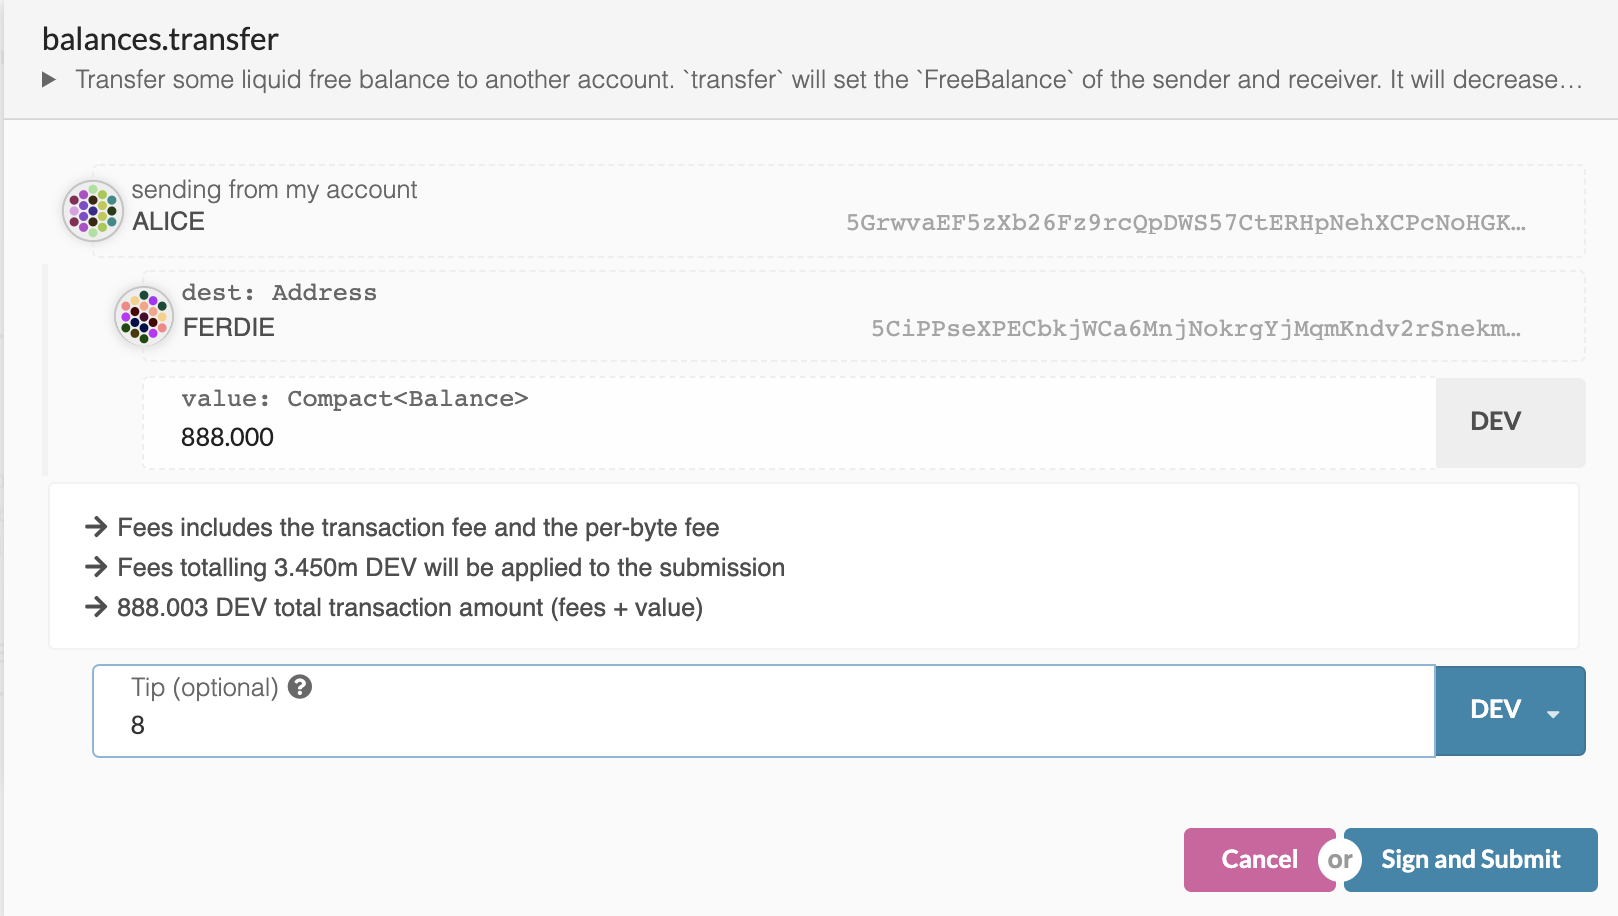 balances.transfer
▶ Transfer some liquid free balance to another account. `transfer` will set the `FreeBalance` of the sender and receiver. It will decrease…
sending from my account
ALICE
5GrwvaEF5zXb26Fz9rcQpDWS57CtERHpNehXCPcNoHGK…
dest: Address
FERDIE
5CiPPseXPECbkjWCa6MnjNokrgYjMqmKndv2rSnekm…
value: Compact<Balance>
888.000
DEV
→ Fees includes the transaction fee and the per-byte fee
→ Fees totalling 3.450m DEV will be applied to the submission
→ 888.003 DEV total transaction amount (fees + value)
Tip (optional) ?
8
DEV
Cancel or Sign and Submit